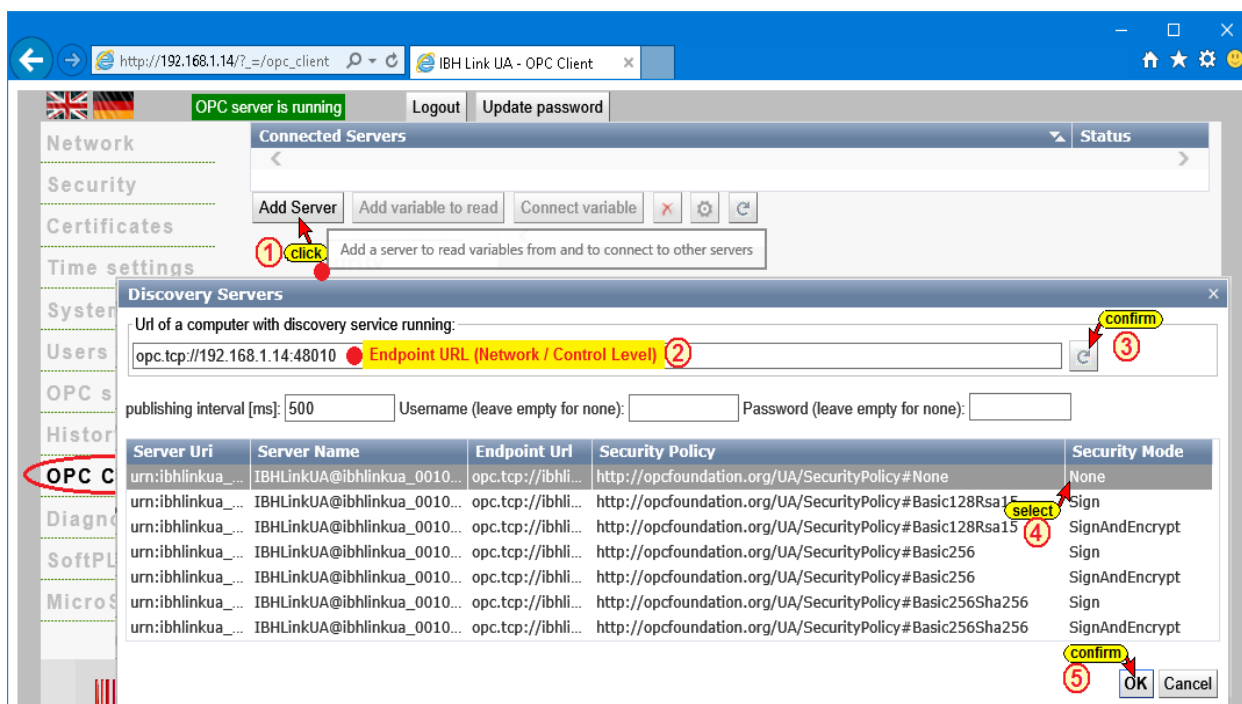 http://192.168.1.14/?_=/opc_client
IBH Link UA - OPC Client
OPC server is running
Logout
Update password
Network
Security
Certificates
Time settings
System
Users
OPC s
Histor
OPC C
Diagno
SoftPL
MicroS
Connected Servers
Status
Add Server
Add variable to read
Connect variable
1 click
Add a server to read variables from and to connect to other servers
Discovery Servers
Url of a computer with discovery service running:
confirm
opc.tcp://192.168.1.14:48010
Endpoint URL (Network / Control Level) 2
3
publishing interval [ms]: 500 Username (leave empty for none): Password (leave empty for none):
Server Uri Server Name Endpoint Url Security Policy Security Mode
urn:ibhlinkua_... IBHLinkUA@ibhlinkua_0010... opc.tcp://ibhli... http://opcfoundation.org/UA/SecurityPolicy#None None
urn:ibhlinkua_... IBHLinkUA@ibhlinkua_0010... opc.tcp://ibhli... http://opcfoundation.org/UA/SecurityPolicy#Basic128Rsa15 Sign
select
4
urn:ibhlinkua_... IBHLinkUA@ibhlinkua_0010... opc.tcp://ibhli... http://opcfoundation.org/UA/SecurityPolicy#Basic128Rsa15 SignAndEncrypt
urn:ibhlinkua_... IBHLinkUA@ibhlinkua_0010... opc.tcp://ibhli... http://opcfoundation.org/UA/SecurityPolicy#Basic256 Sign
urn:ibhlinkua_... IBHLinkUA@ibhlinkua_0010... opc.tcp://ibhli... http://opcfoundation.org/UA/SecurityPolicy#Basic256 SignAndEncrypt
urn:ibhlinkua_... IBHLinkUA@ibhlinkua_0010... opc.tcp://ibhli... http://opcfoundation.org/UA/SecurityPolicy#Basic256Sha256 Sign
urn:ibhlinkua_... IBHLinkUA@ibhlinkua_0010... opc.tcp://ibhli... http://opcfoundation.org/UA/SecurityPolicy#Basic256Sha256 SignAndEncrypt
confirm
5
OK
Cancel